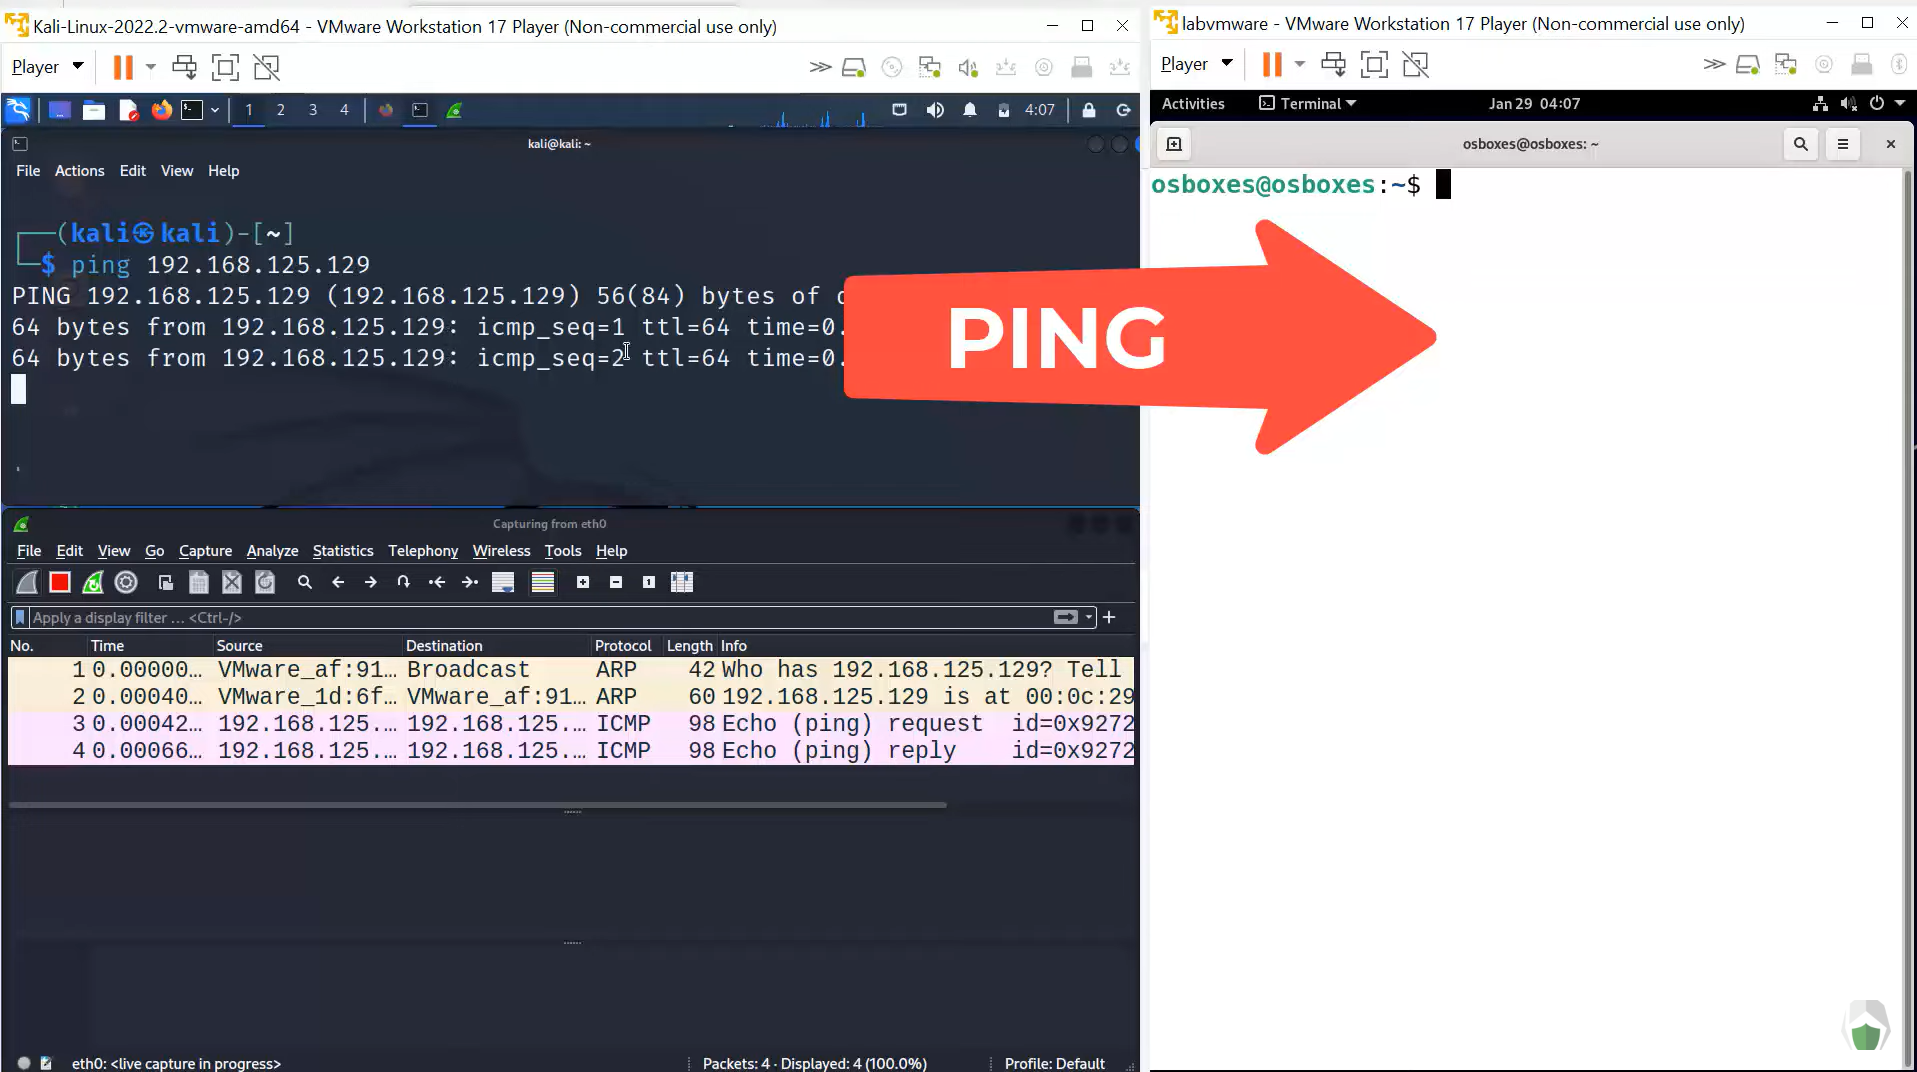 Kali-Linux-2022.2-vmware-amd64 - VMware Workstation 17 Player (Non-commercial use only)
Player
1 2 3 4 4:07
kali@kali: ~
File Actions Edit View Help
(kali㉿kali)-[~]
$ ping 192.168.125.129
PING 192.168.125.129 (192.168.125.129) 56(84) bytes of
64 bytes from 192.168.125.129: icmp_seq=1 ttl=64 time=0.
64 bytes from 192.168.125.129: icmp_seq=2 ttl=64 time=0.
PING
Capturing from eth0
File Edit View Go Capture Analyze Statistics Telephony Wireless Tools Help
Apply a display filter … <Ctrl-/>
No. Time Source Destination Protocol Length Info
1 0.00000… VMware_af:91… Broadcast ARP 42 Who has 192.168.125.129? Tell
2 0.00040… VMware_1d:6f… VMware_af:91… ARP 60 192.168.125.129 is at 00:0c:29
3 0.00042… 192.168.125.… 192.168.125.… ICMP 98 Echo (ping) request id=0x9272
4 0.00066… 192.168.125.… 192.168.125.… ICMP 98 Echo (ping) reply id=0x9272
eth0: <live capture in progress> Packets: 4 · Displayed: 4 (100.0%) Profile: Default
labvmware - VMware Workstation 17 Player (Non-commercial use only)
Player
Activities Terminal Jan 29 04:07
osboxes@osboxes: ~
osboxes@osboxes:~$